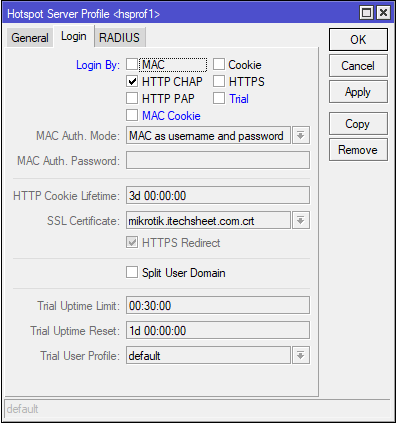 Hotspot Server Profile <hsprof1>
General Login RADIUS
Login By: MAC Cookie
HTTP CHAP HTTPS
HTTP PAP Trial
MAC Cookie
MAC Auth. Mode: MAC as username and password
MAC Auth. Password:
HTTP Cookie Lifetime: 3d 00:00:00
SSL Certificate: mikrotik.itechsheet.com.crt
HTTPS Redirect
Split User Domain
Trial Uptime Limit: 00:30:00
Trial Uptime Reset: 1d 00:00:00
Trial User Profile: default
OK
Cancel
Apply
Copy
Remove
default